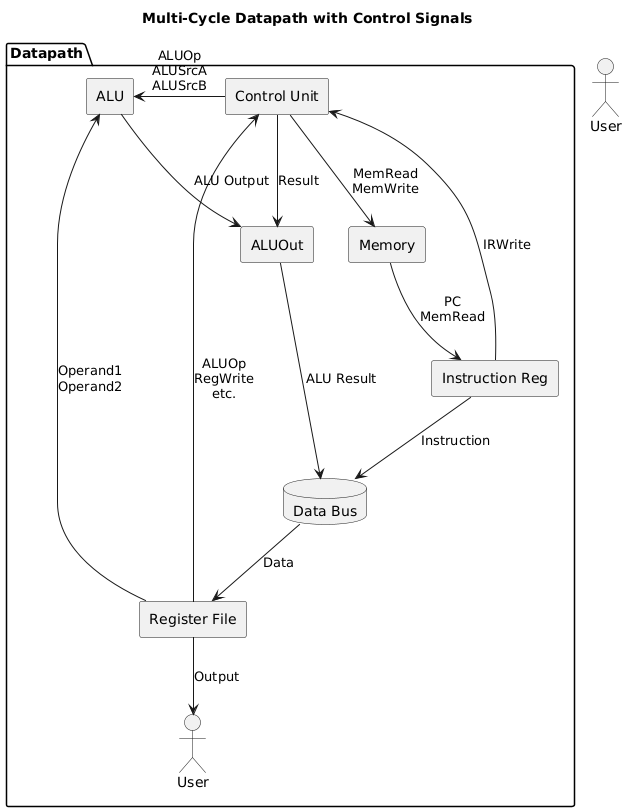 Multi-Cycle Datapath with Control Signals
Datapath
User
ALUOp
ALUSrcA
ALUSrcB
ALU
Control Unit
ALU Output
Result
MemRead
MemWrite
ALUOut
Memory
IRWrite
PC
MemRead
Operand1
Operand2
ALUOp
RegWrite
etc.
ALU Result
Instruction Reg
Instruction
Data Bus
Data
Register File
Output
User